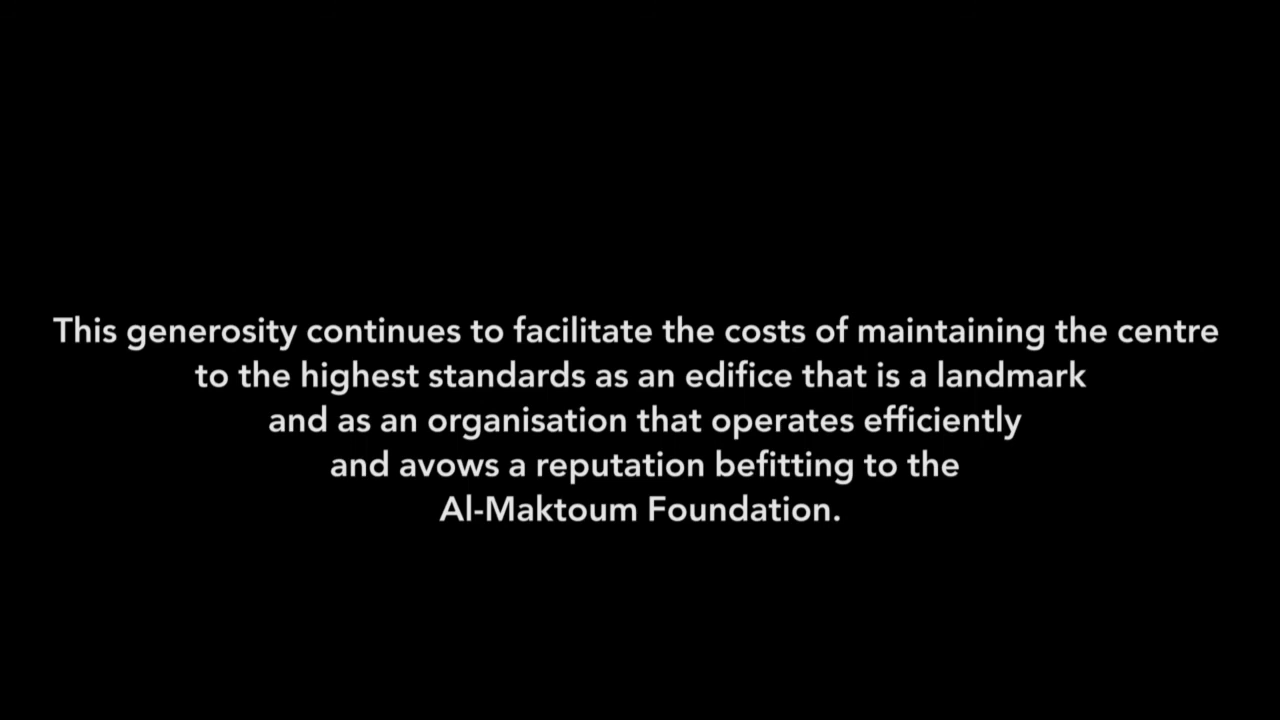 This generosity continues to facilitate the costs of maintaining the centre
to the highest standards as an edifice that is a landmark
and as an organisation that operates efficiently
and avows a reputation befitting to the
Al-Maktoum Foundation.